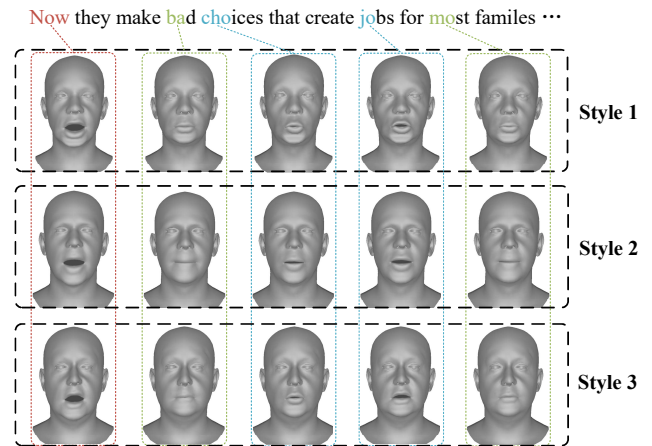 Now they make bad choices that create jobs for most familes ···
Style 1
Style 2
Style 3